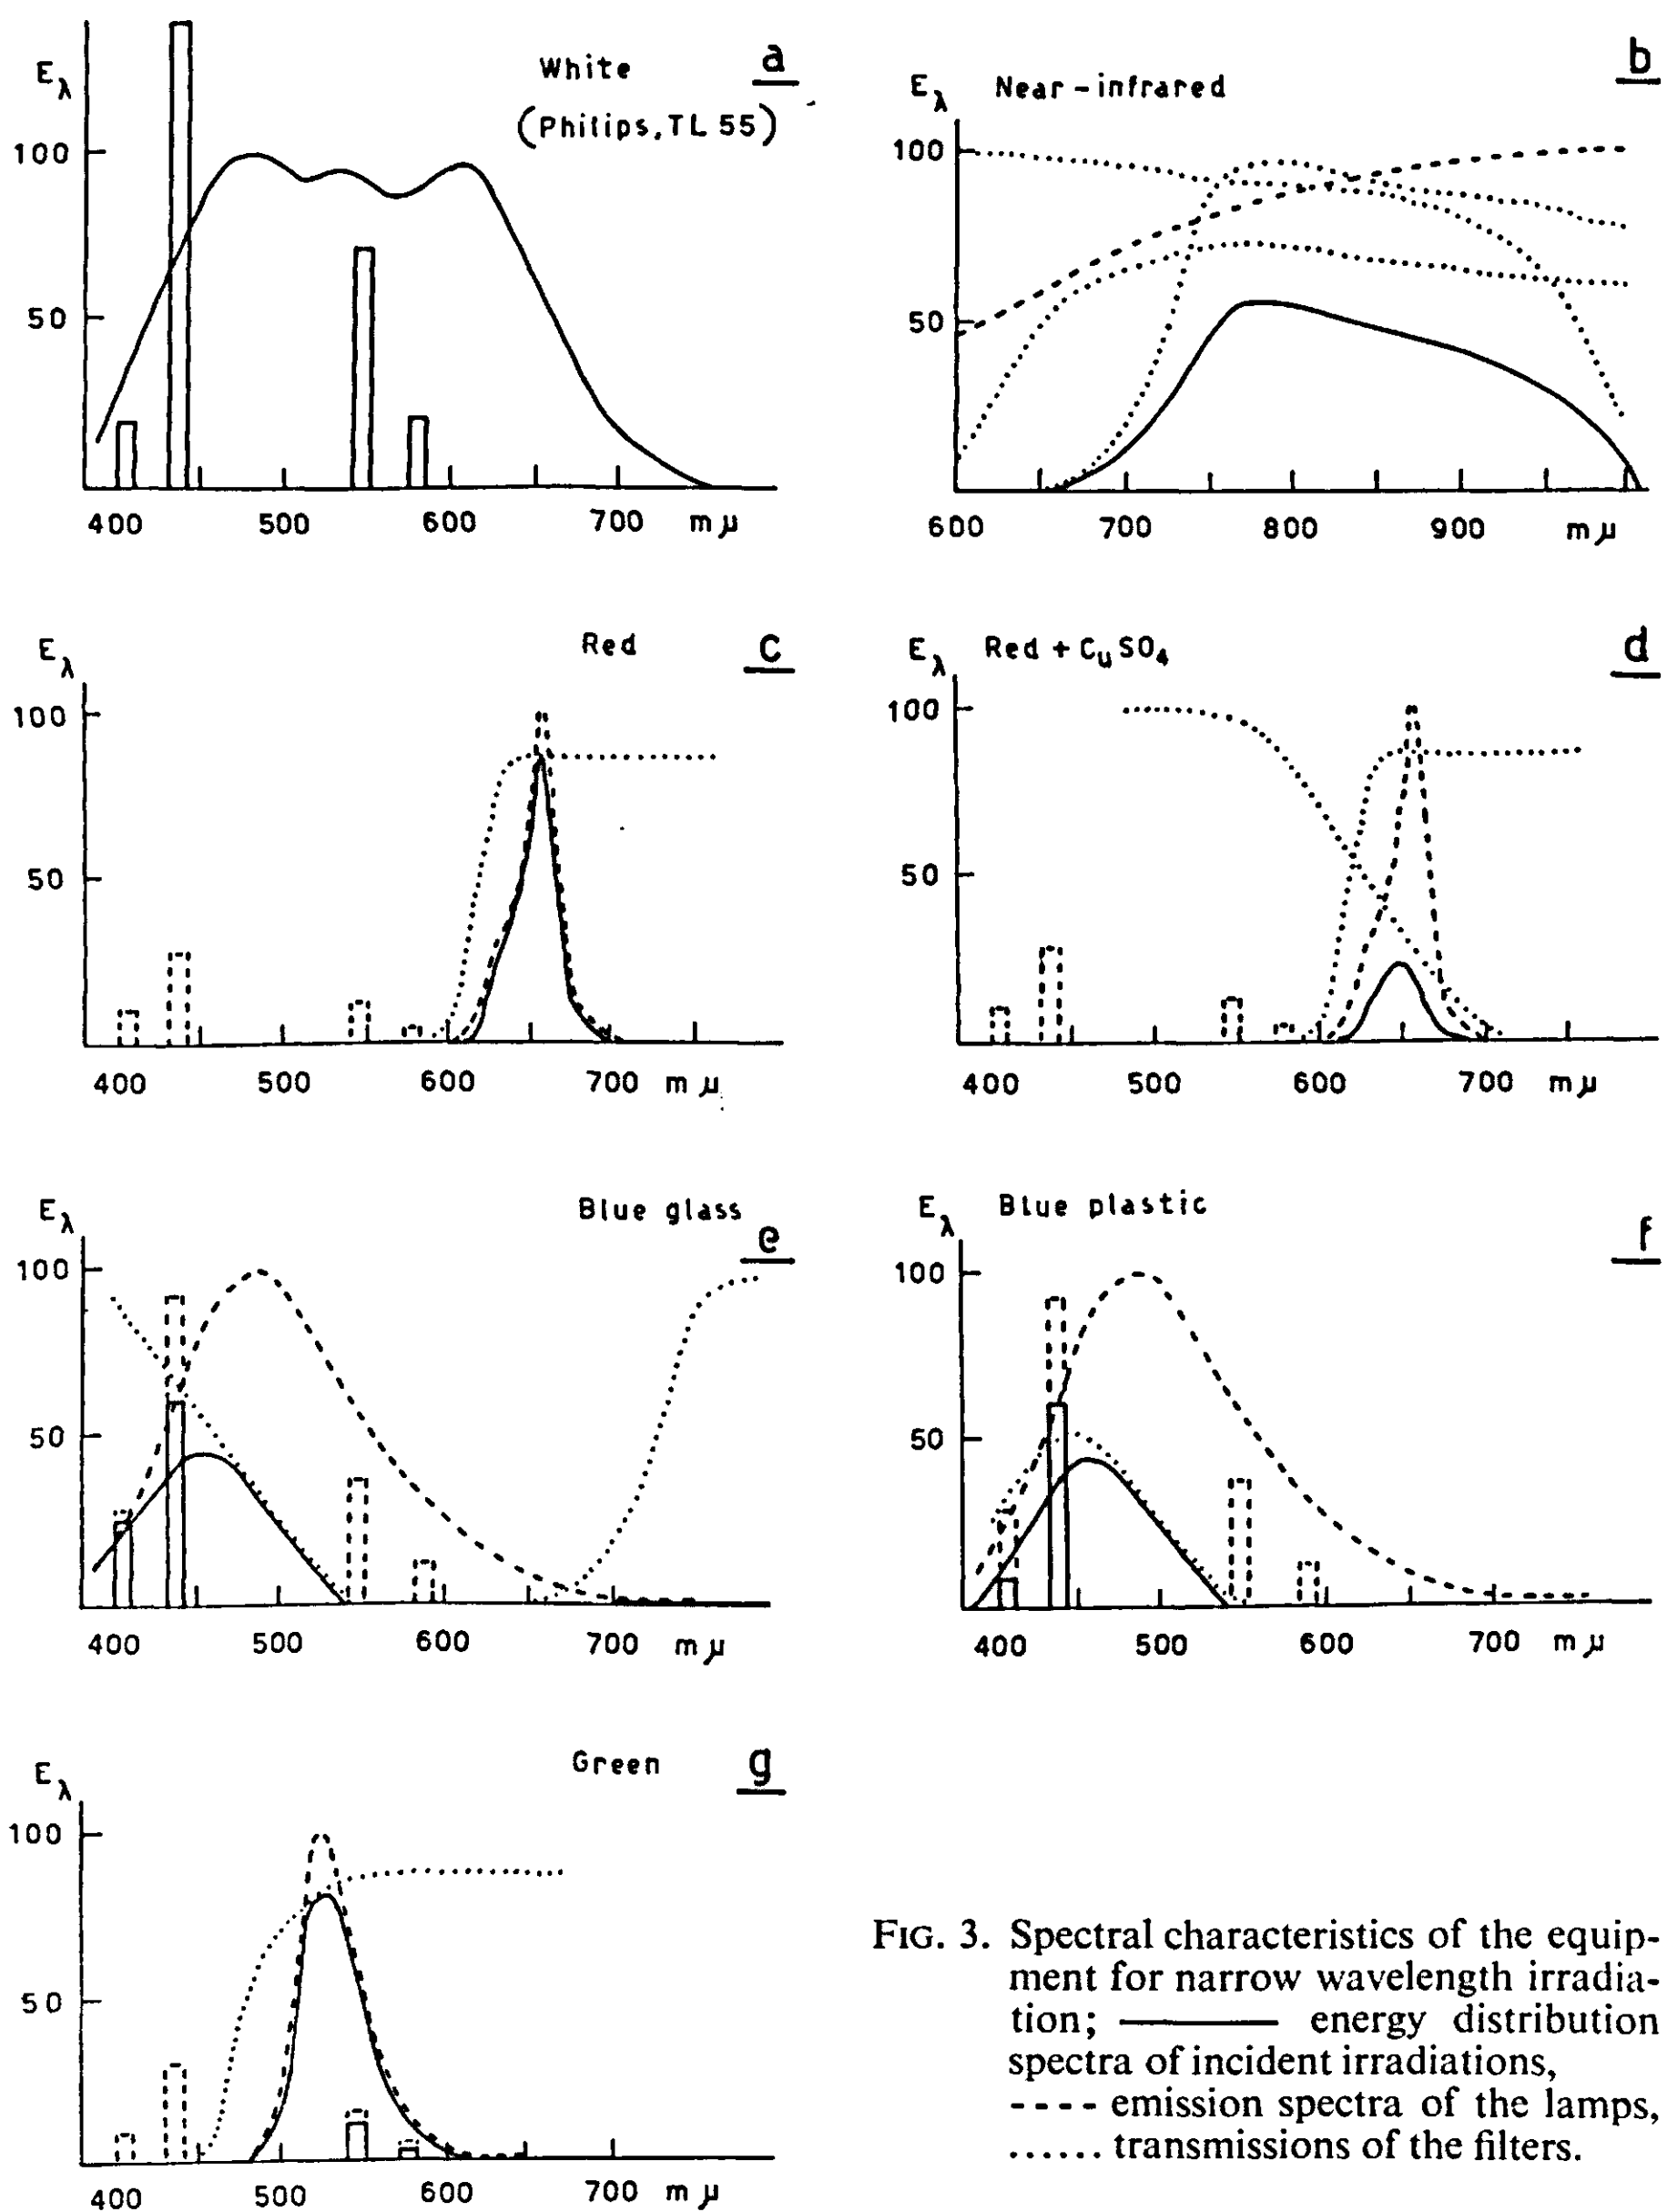 White a
(Philips, TL 55)
Eλ
100
50
400 500 600 700 mμ
Near-infrared b
Eλ
100
50
600 700 800 900 mμ
Red c
Eλ
100
50
400 500 600 700 mμ
Red + CuSO4 d
Eλ
100
50
400 500 600 700 mμ
Blue glass e
Eλ
100
50
400 500 600 700 mμ
Blue plastic f
Eλ
100
50
400 500 600 700 mμ
Green g
Eλ
100
50
400 500 600 700 mμ
FIG. 3. Spectral characteristics of the equip-
ment for narrow wavelength irradia-
tion; ——— energy distribution
spectra of incident irradiations,
---- emission spectra of the lamps,
...... transmissions of the filters.